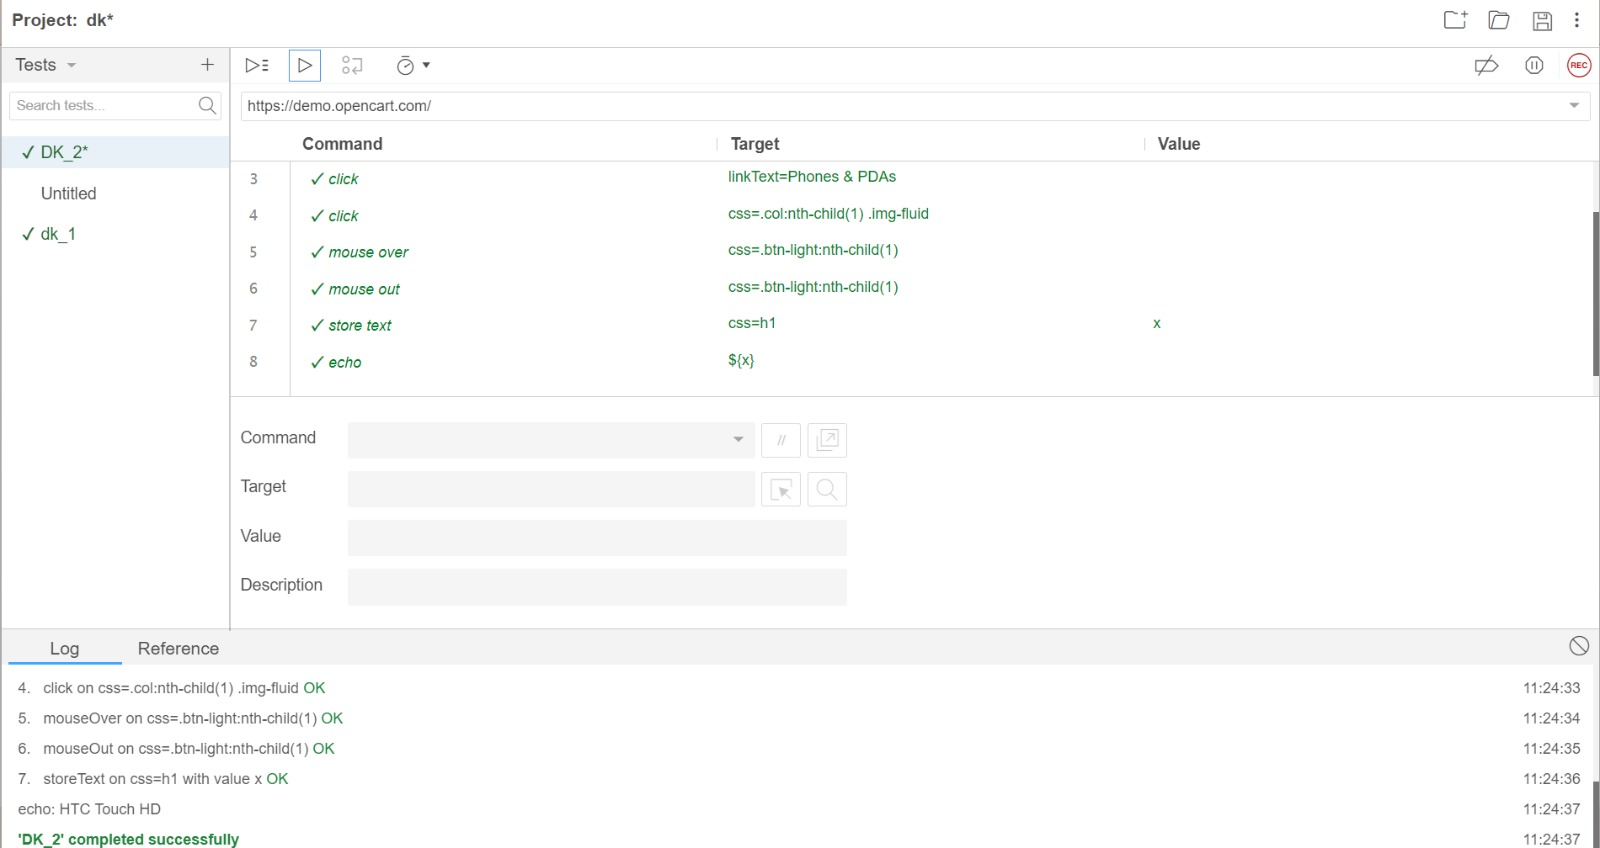 Project: dk*
Tests
REC
Search tests...
https://demo.opencart.com/
Command Target Value
✓ DK_2*
Untitled
✓ dk_1
3 ✓ click linkText=Phones & PDAs
4 ✓ click css=.col:nth-child(1) .img-fluid
5 ✓ mouse over css=.btn-light:nth-child(1)
6 ✓ mouse out css=.btn-light:nth-child(1)
7 ✓ store text css=h1 x
8 ✓ echo ${x}
Command //
Target
Value
Description
Log Reference
4. click on css=.col:nth-child(1) .img-fluid OK 11:24:33
5. mouseOver on css=.btn-light:nth-child(1) OK 11:24:34
6. mouseOut on css=.btn-light:nth-child(1) OK 11:24:35
7. storeText on css=h1 with value x OK 11:24:36
echo: HTC Touch HD 11:24:37
'DK_2' completed successfully 11:24:37